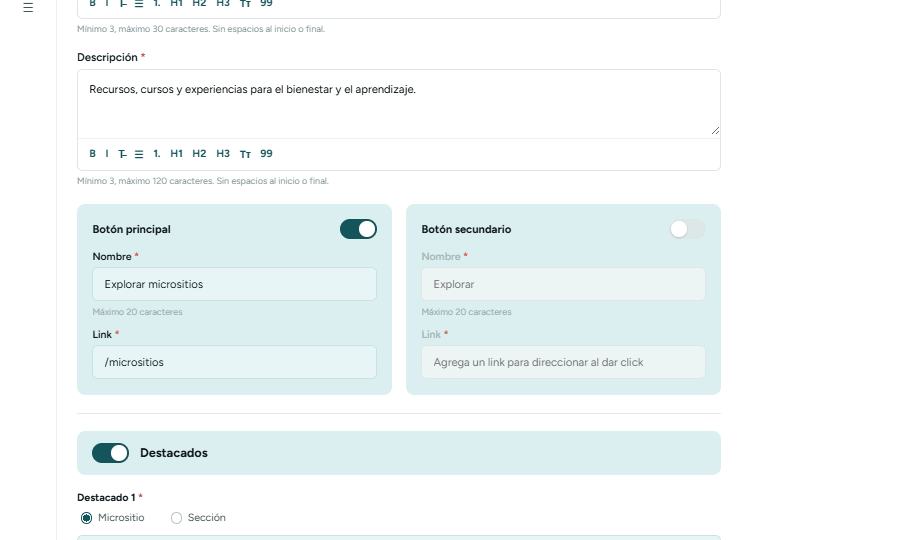 B I T ☰ 1. H1 H2 H3 Tт 99
Mínimo 3, máximo 30 caracteres. Sin espacios al inicio o final.
Descripción *
Recursos, cursos y experiencias para el bienestar y el aprendizaje.
B I T ☰ 1. H1 H2 H3 Tт 99
Mínimo 3, máximo 120 caracteres. Sin espacios al inicio o final.
Botón principal
Nombre *
Explorar micrositios
Máximo 20 caracteres
Link *
/micrositios
Botón secundario
Nombre *
Explorar
Máximo 20 caracteres
Link *
Agrega un link para direccionar al dar click
Destacados
Destacado 1 *
Micrositio Sección